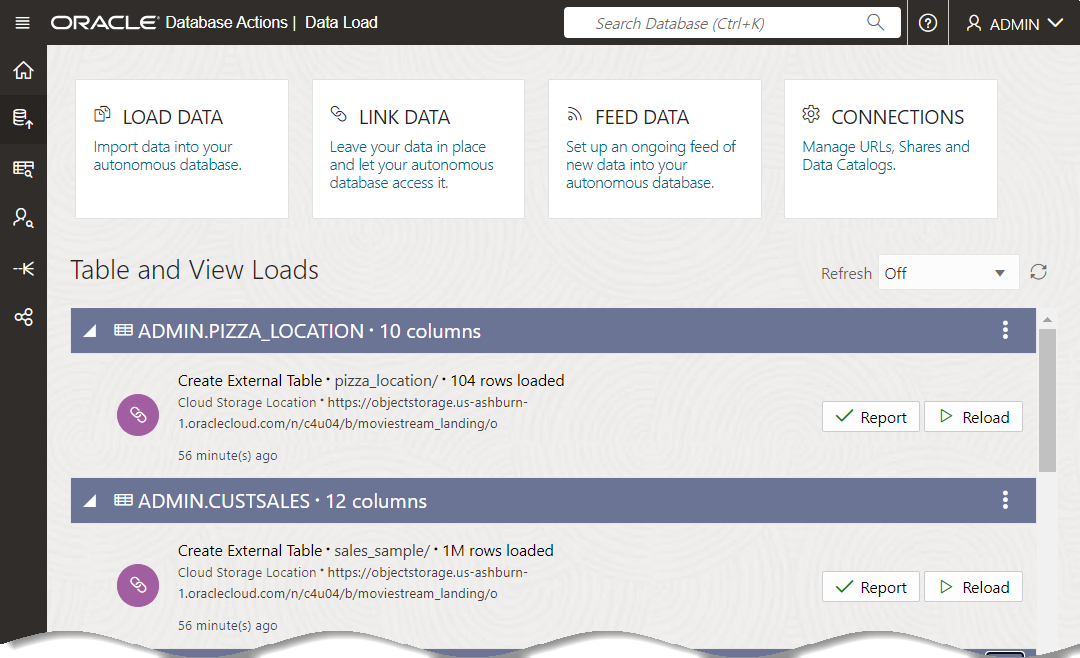 ORACLE Database Actions | Data Load
Search Database (Ctrl+K)
ADMIN
LOAD DATA
Import data into your
autonomous database.
LINK DATA
Leave your data in place
and let your autonomous
database access it.
FEED DATA
Set up an ongoing feed of
new data into your
autonomous database.
CONNECTIONS
Manage URLs, Shares and
Data Catalogs.
Table and View Loads
Refresh Off
ADMIN.PIZZA_LOCATION • 10 columns
Create External Table • pizza_location/ • 104 rows loaded
Cloud Storage Location • https://objectstorage.us-ashburn-
1.oraclecloud.com/n/c4u04/b/moviestream_landing/o
56 minute(s) ago
Report
Reload
ADMIN.CUSTSALES • 12 columns
Create External Table • sales_sample/ • 1M rows loaded
Cloud Storage Location • https://objectstorage.us-ashburn-
1.oraclecloud.com/n/c4u04/b/moviestream_landing/o
56 minute(s) ago
Report
Reload